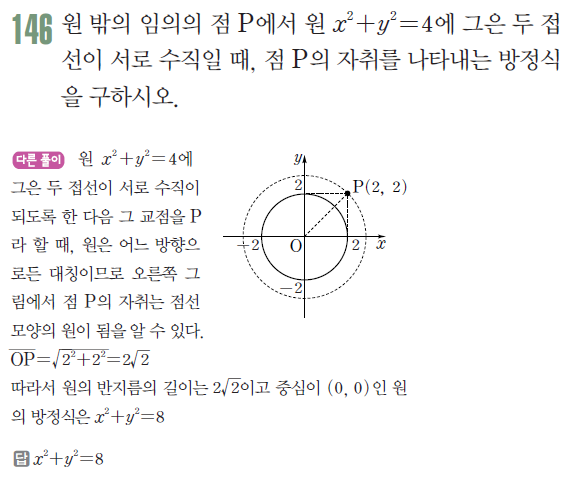 146 원 밖의 임의의 점 P에서 원 x²+y²=4에 그은 두 접
선이 서로 수직일 때, 점 P의 자취를 나타내는 방정식
을 구하시오.
다른 풀이 원 x²+y²=4에
그은 두 접선이 서로 수직이
되도록 한 다음 그 교점을 P
라 할 때, 원은 어느 방향으
로든 대칭이므로 오른쪽 그
림에서 점 P의 자취는 점선
모양의 원이 됨을 알 수 있다.
y
2
P(2, 2)
-2
O
2
x
-2
OP=√2²+2²=2√2
따라서 원의 반지름의 길이는 2√2이고 중심이 (0, 0)인 원
의 방정식은 x²+y²=8
답 x²+y²=8